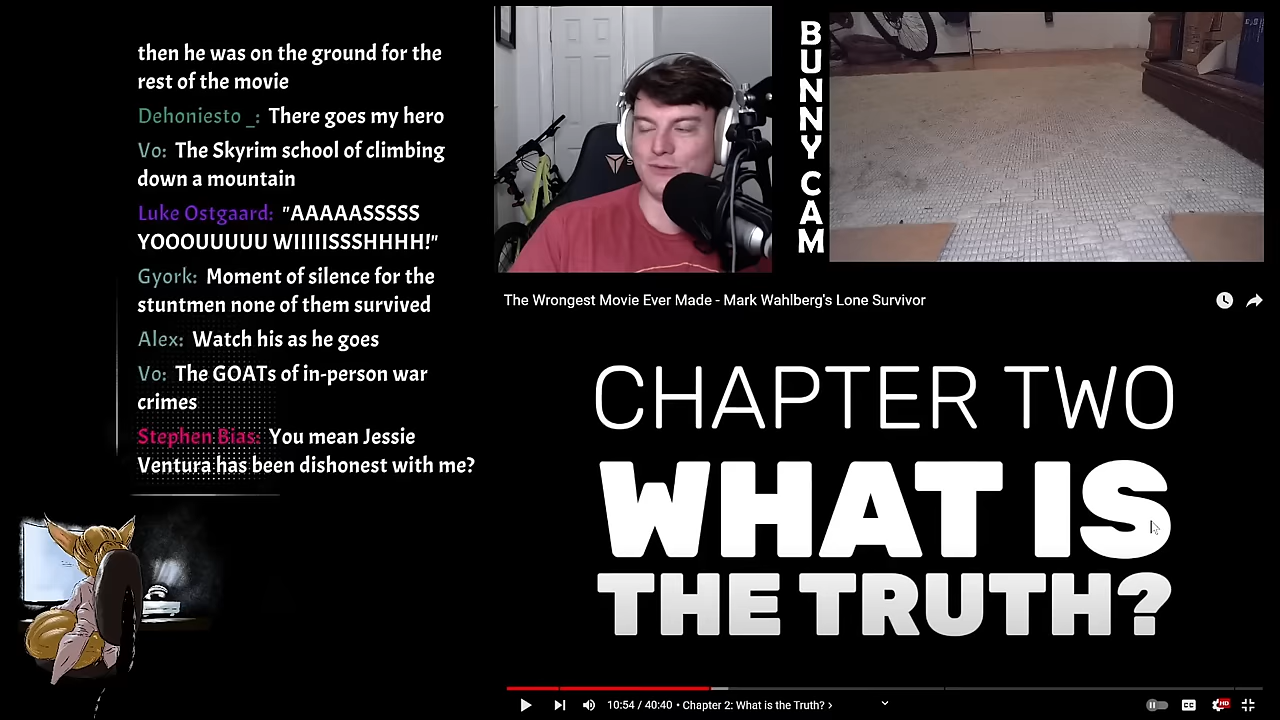 then he was on the ground for the
rest of the movie
Dehoniesto _: There goes my hero
Vo: The Skyrim school of climbing
down a mountain
Luke Ostgaard: "AAAAASSSSS
YOOOUUUUU WIIIIISSSHHHH!"
Gyork: Moment of silence for the
stuntmen none of them survived
Alex: Watch his as he goes
Vo: The GOATs of in-person war
crimes
Stephen Bias: You mean Jessie
Ventura has been dishonest with me?
BUNNY CAM
The Wrongest Movie Ever Made - Mark Wahlberg's Lone Survivor
CHAPTER TWO
WHAT IS
THE TRUTH?
10:54 / 40:40 • Chapter 2: What is the Truth? ›
CC
HD